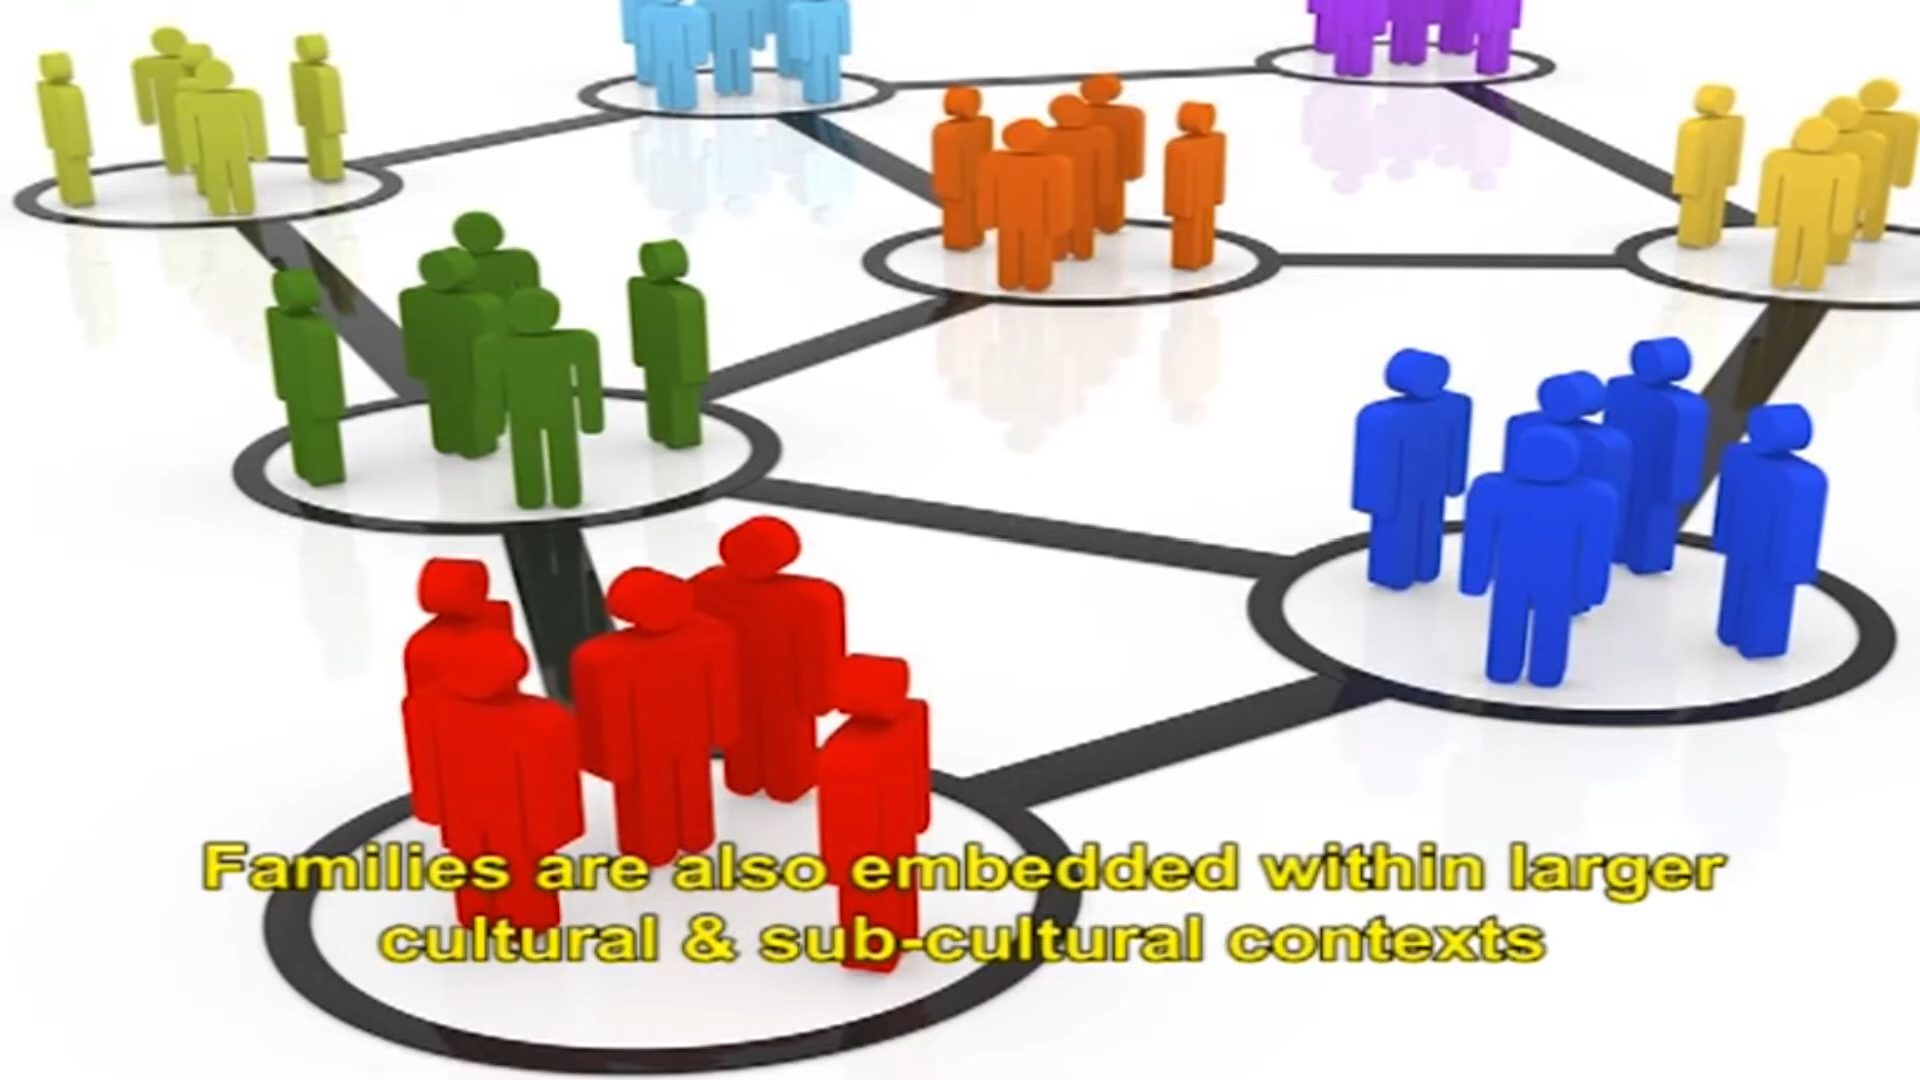 Families are also embedded within larger
cultural & sub-cultural contexts